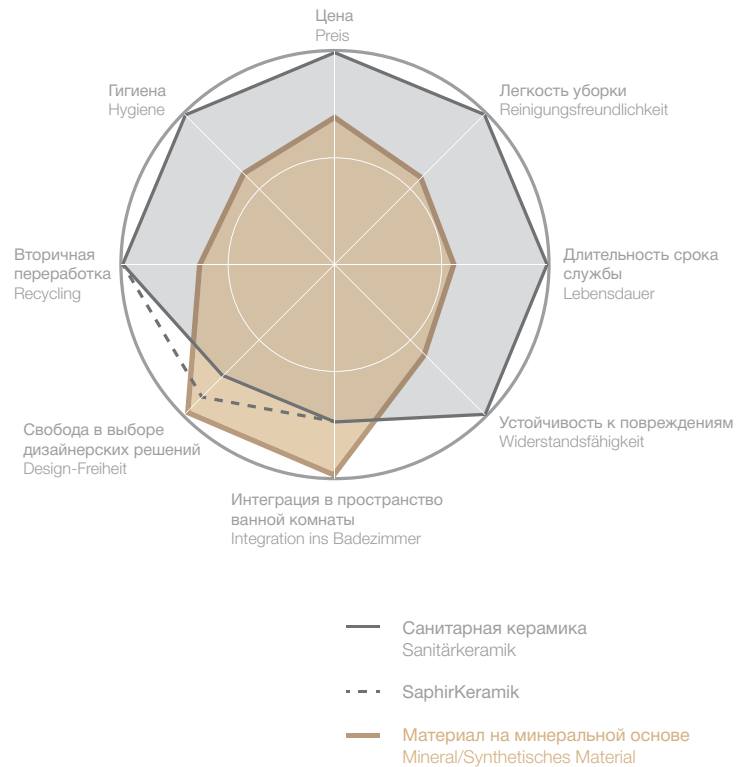 Цена
Preis
Гигиена
Hygiene
Легкость уборки
Reinigungsfreundlichkeit
Вторичная
переработка
Recycling
Длительность срока
службы
Lebensdauer
Свобода в выборе
дизайнерских решений
Design-Freiheit
Устойчивость к повреждениям
Widerstandsfähigkeit
Интеграция в пространство
ванной комнаты
Integration ins Badezimmer
Санитарная керамика
Sanitärkeramik
SaphirKeramik
Материал на минеральной основе
Mineral/Synthetisches Material